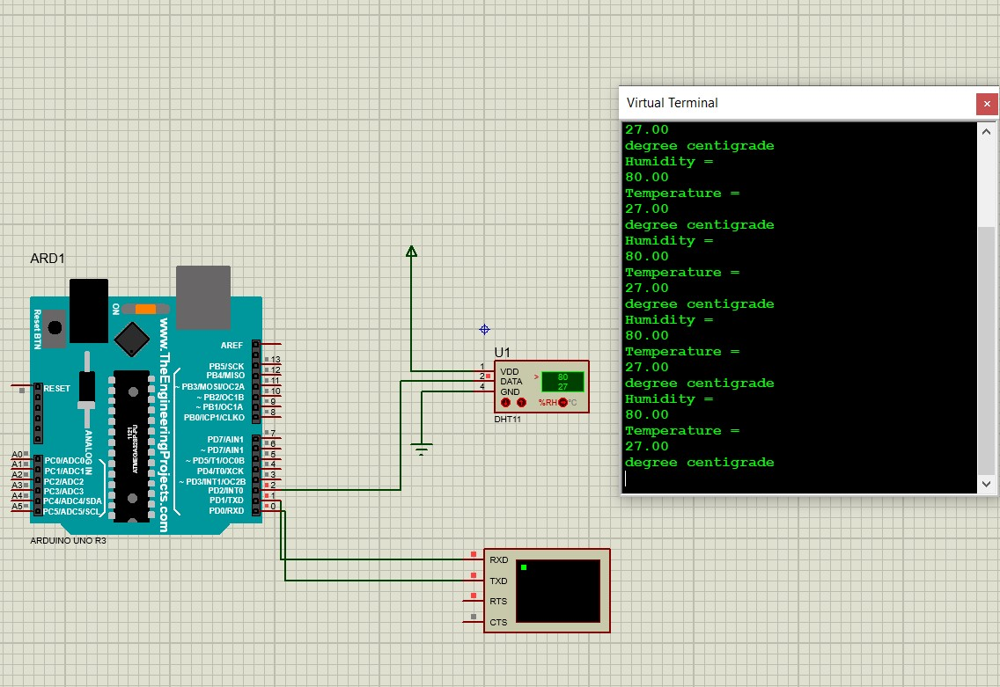 Virtual Terminal
27.00
degree centigrade
Humidity =
80.00
Temperature =
27.00
degree centigrade
Humidity =
80.00
Temperature =
27.00
degree centigrade
Humidity =
80.00
Temperature =
27.00
degree centigrade
Humidity =
80.00
Temperature =
27.00
degree centigrade
ARD1
Reset BTN
ON
www.TheEngineeringProjects.com
RESET
ANALOG IN
1121
ATMEGA328P-PU
AREF
PB5/SCK 13
PB4/MISO 12
~ PB3/MOSI/OC2A 11
~ PB2/OC1B 10
~ PB1/OC1A 9
PB0/ICP1/CLKO 8
PD7/AIN1 7
~ PD7/AIN1 6
~ PD5/T1/OC0B 5
PD4/T0/XCK 4
~ PD3/INT1/OC2B 3
PD2/INT0 2
PD1/TXD 1
PD0/RXD 0
A0 PC0/ADC0
A1 PC1/ADC1
A2 PC2/ADC2
A3 PC3/ADC3
A4 PC4/ADC4/SDA
A5 PC5/ADC5/SCL
ARDUINO UNO R3
U1
1 VDD
2 DATA
4 GND
> 80
27
%RH °C
DHT11
RXD
TXD
RTS
CTS